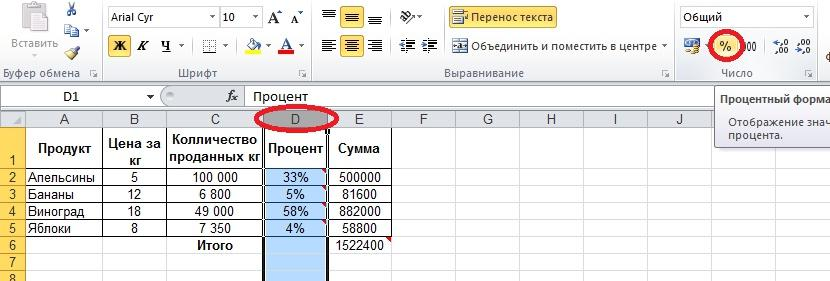 Arial Cyr 10 А А
Перенос текста
Общий
Вставить
Ж К Ч А
Объединить и поместить в центре
% 000 ,0 ,00 ,00 ,0
Буфер обмена Шрифт Выравнивание Число
D1 fx Процент
Процентный форма
Отображение знач
процента.
A B C D E F G H I J
1 Продукт Цена за кг Колличество проданных кг Процент Сумма
2 Апельсины 5 100 000 33% 500000
3 Бананы 12 6 800 5% 81600
4 Виноград 18 49 000 58% 882000
5 Яблоки 8 7 350 4% 58800
6 Итого 1522400
7
8